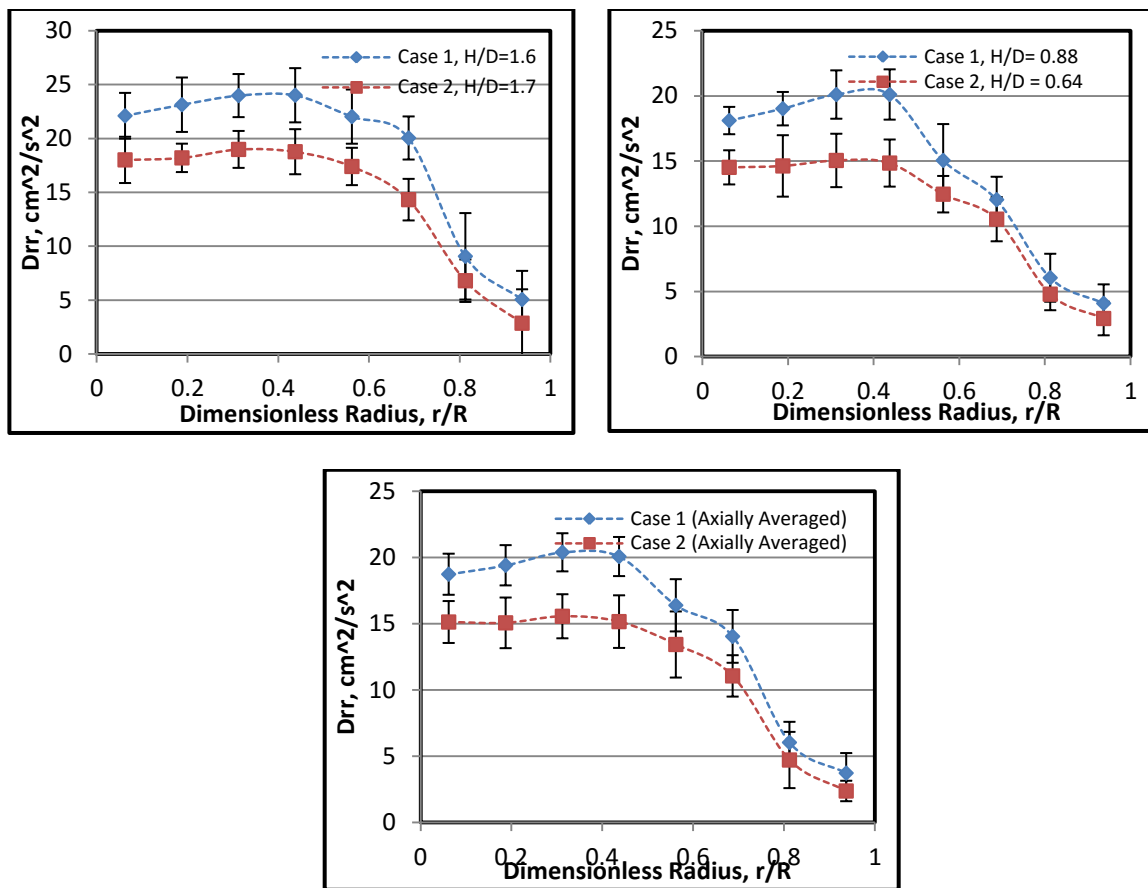 30
25
20
15
10
5
0
Drr, cm^2/s^2
Case 1, H/D=1.6
Case 2, H/D=1.7
0 0.2 0.4 0.6 0.8 1
Dimensionless Radius, r/R
25
20
15
10
5
0
Drr, cm^2/s^2
Case 1, H/D= 0.88
Case 2, H/D = 0.64
0 0.2 0.4 0.6 0.8 1
Dimensionless Radius, r/R
25
20
15
10
5
0
Drr, cm^2/s^2
Case 1 (Axially Averaged)
Case 2 (Axially Averaged)
0 0.2 0.4 0.6 0.8 1
Dimensionless Radius, r/R